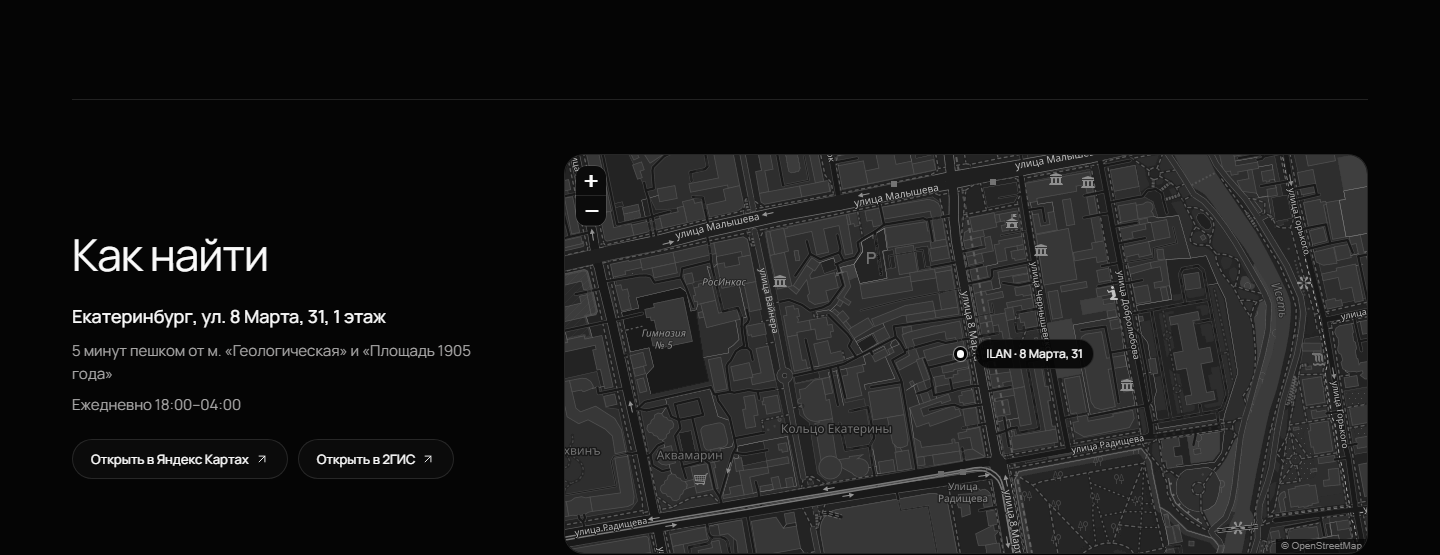 Как найти
Екатеринбург, ул. 8 Марта, 31, 1 этаж
5 минут пешком от м. «Геологическая» и «Площадь 1905
года»
Ежедневно 18:00–04:00
Открыть в Яндекс Картах
Открыть в 2ГИС
+
−
улица Малышева
улица Малышева
улица Малышева
P
РосИнкас
улица Вайнера
Гимназия
№ 5
улица 8 Марта
улица Чернышевского
улица Добролюбова
улица Горького
Исеть
ILAN · 8 Марта, 31
Кольцо Екатерины
Аквамарин
хвинъ
улица Радищева
улица Горького
Улица
Радищева
улица Радищева
улица 8 Март
© OpenStreetMap